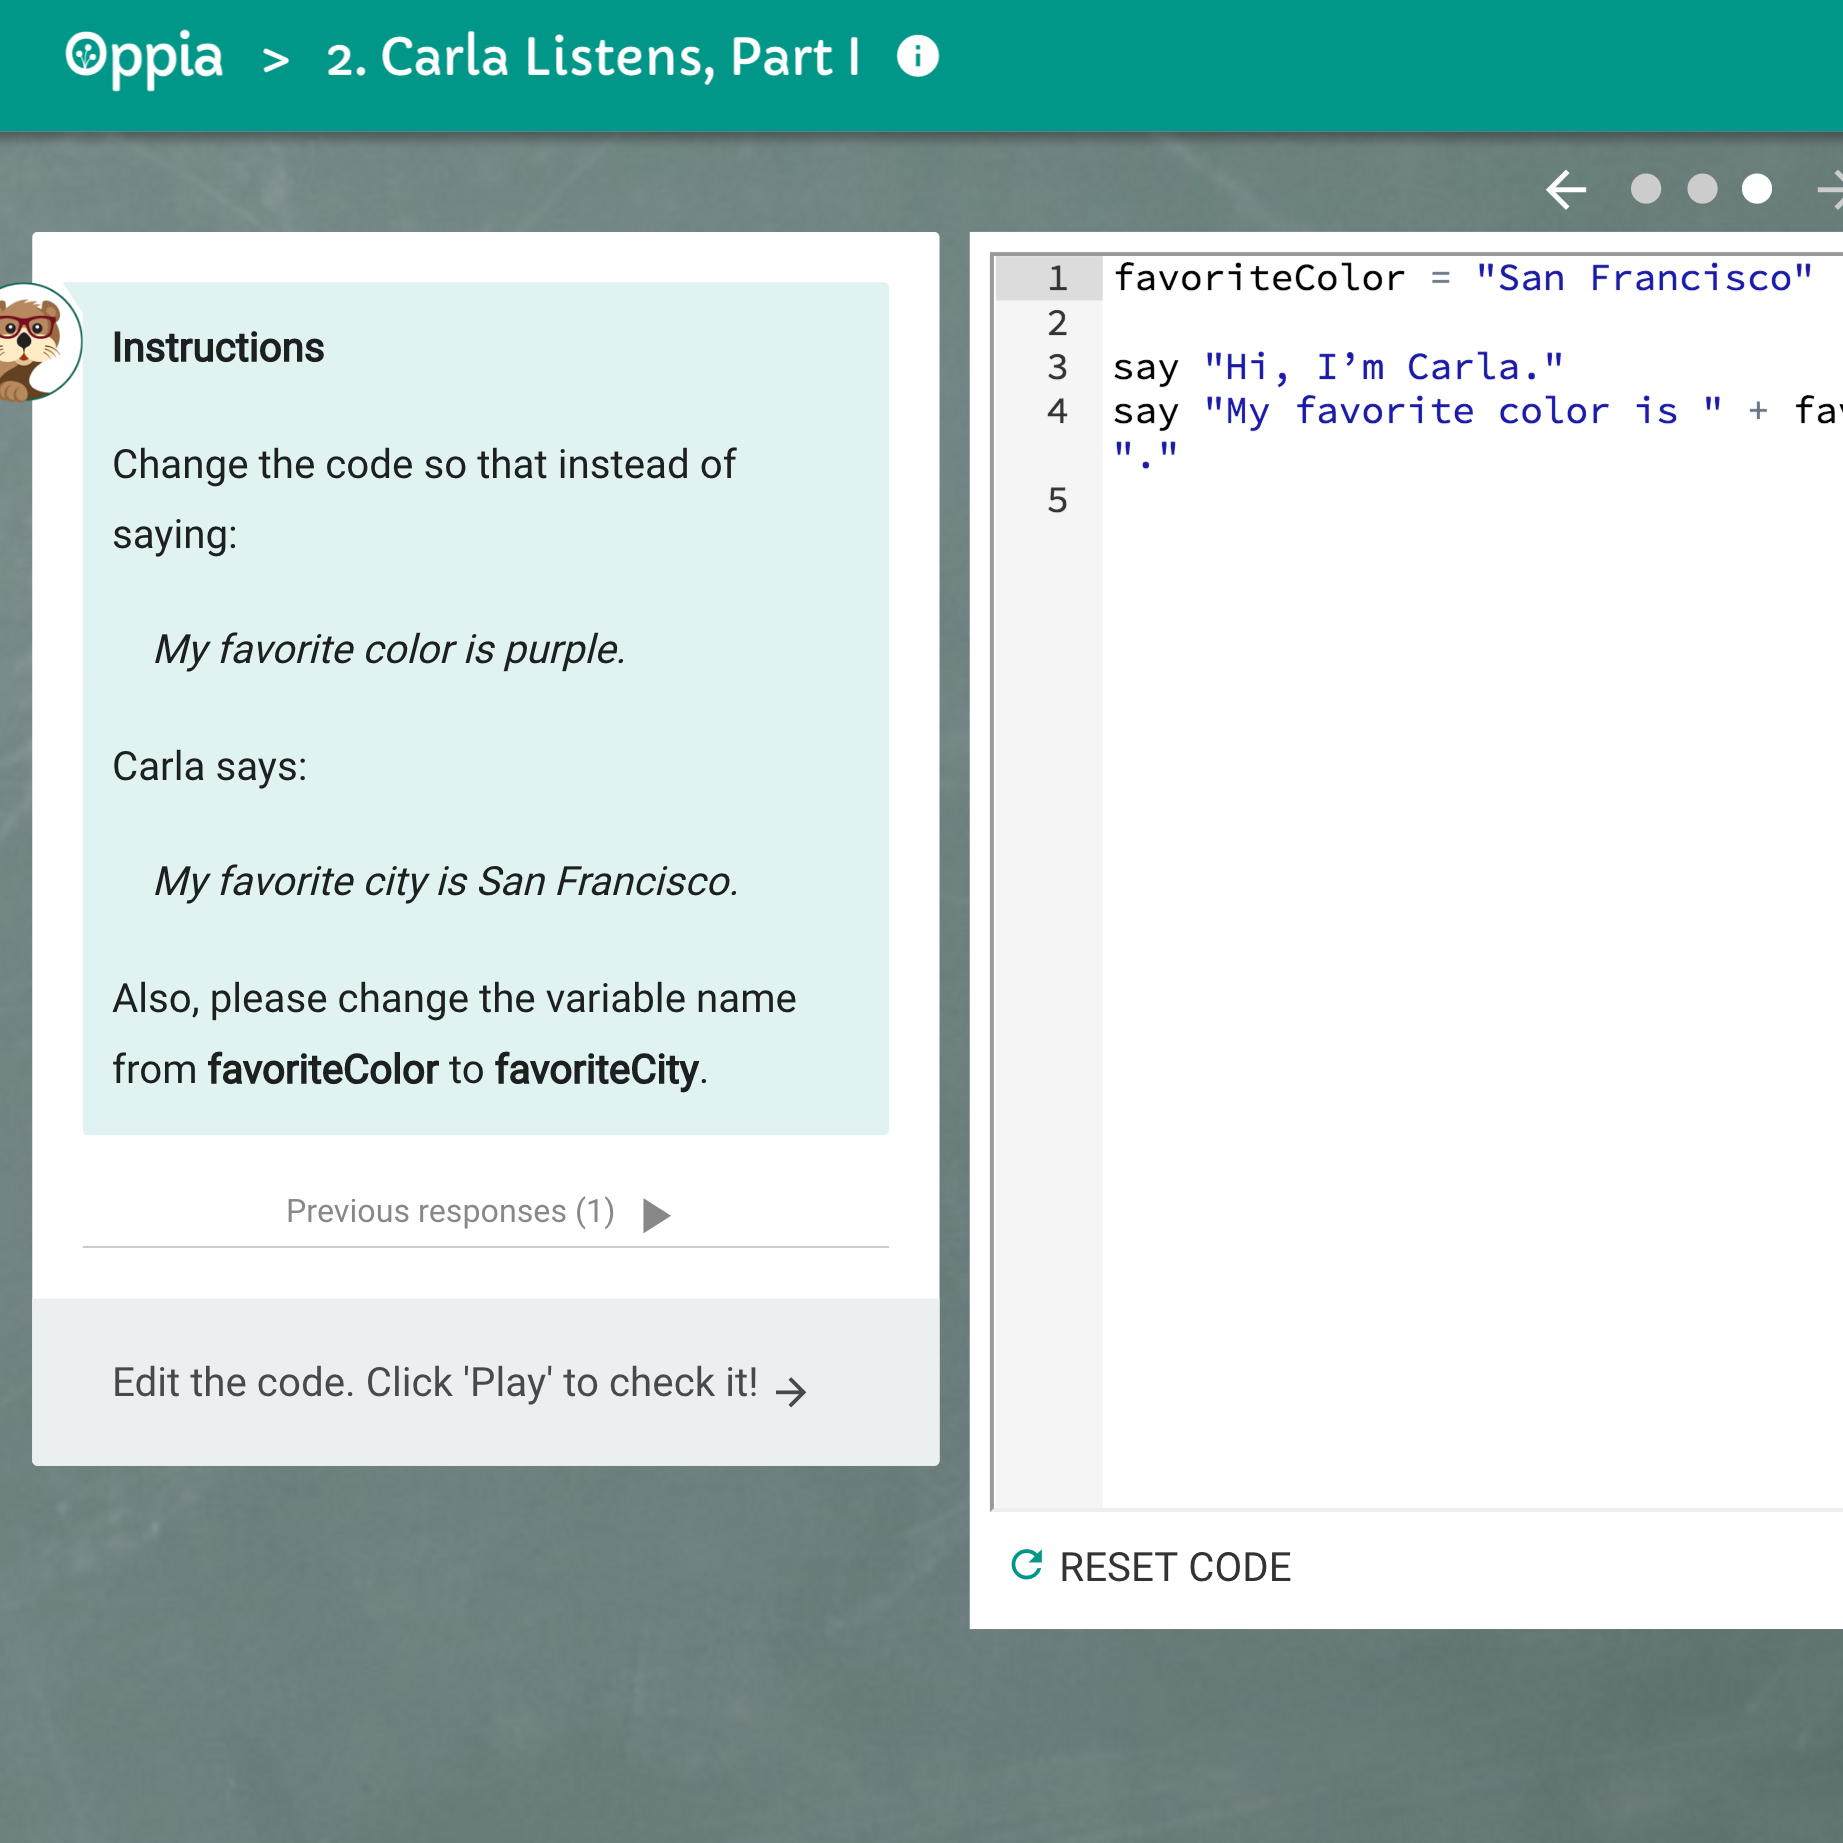 Oppia > 2. Carla Listens, Part I i
Instructions
Change the code so that instead of
saying:
My favorite color is purple.
Carla says:
My favorite city is San Francisco.
Also, please change the variable name
from favoriteColor to favoriteCity.
Previous responses (1)
Edit the code. Click 'Play' to check it!
1 favoriteColor = "San Francisco"
2
3 say "Hi, I’m Carla."
4 say "My favorite color is " +
"."
5
RESET CODE